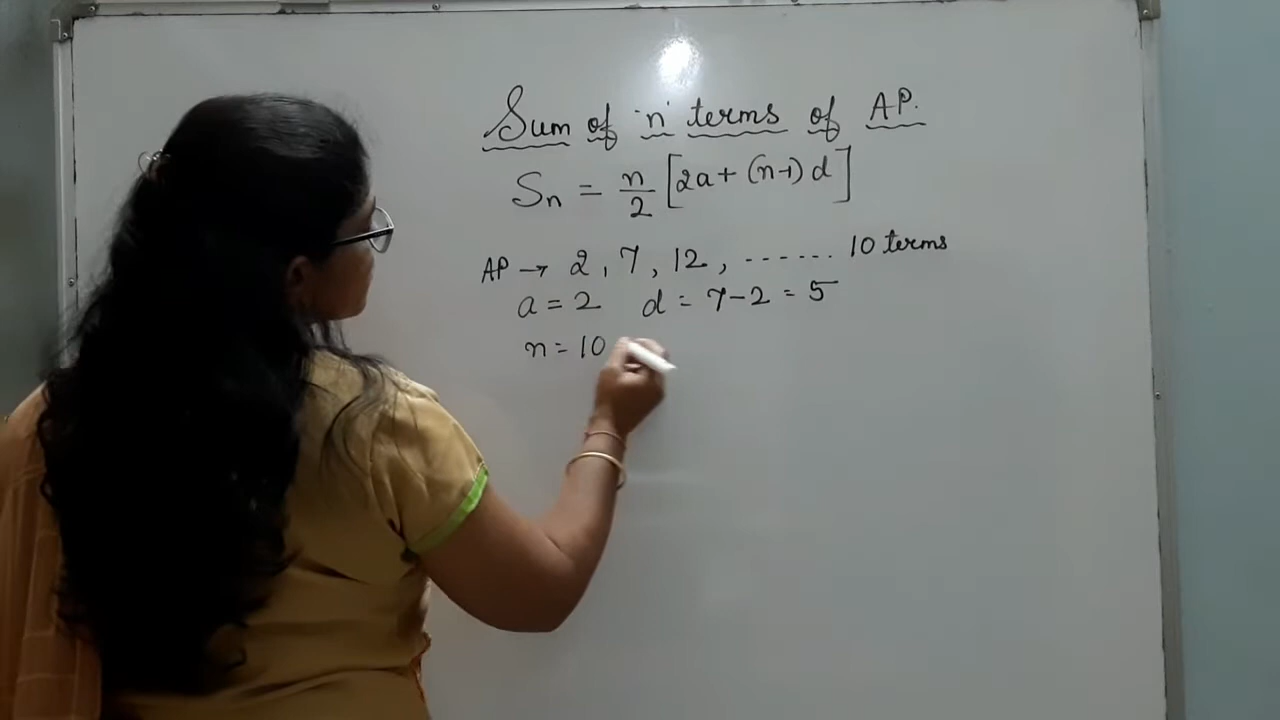 Sum of 'n' terms of AP.
Sn = n/2 [2a + (n-1) d]
AP → 2, 7, 12, ------. 10 terms
a = 2 d = 7-2 = 5
n = 10